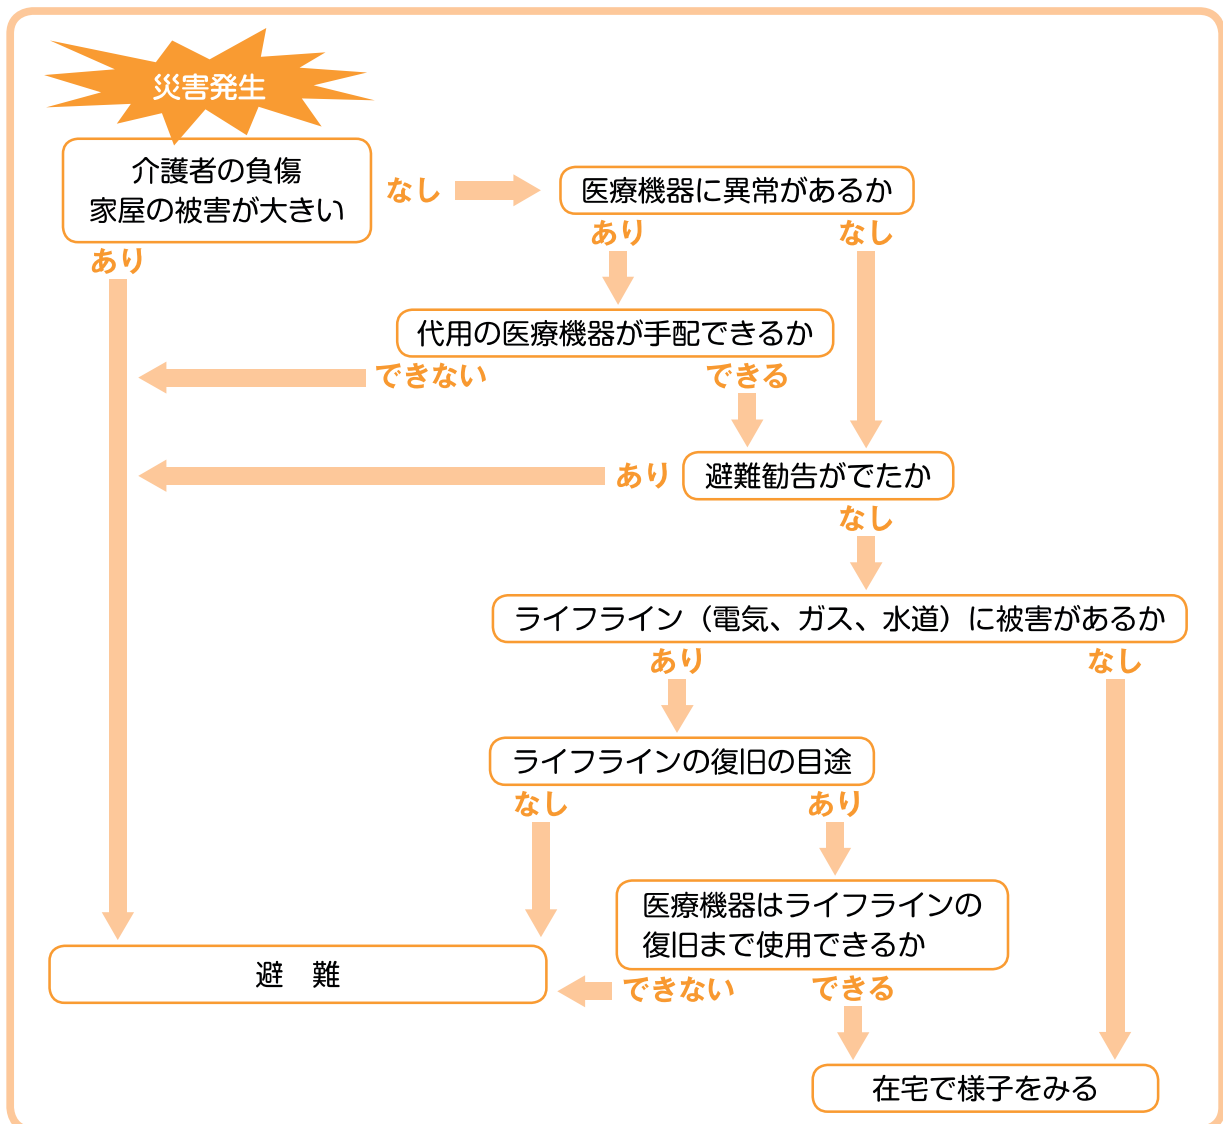 災害発生
介護者の負傷
家屋の被害が大きい
なし
医療機器に異常があるか
あり
あり
なし
代用の医療機器が手配できるか
できない
できる
あり
避難勧告がでたか
なし
ライフライン（電気、ガス、水道）に被害があるか
あり
なし
ライフラインの復旧の目途
なし
あり
医療機器はライフラインの
復旧まで使用できるか
避　難
できない
できる
在宅で様子をみる